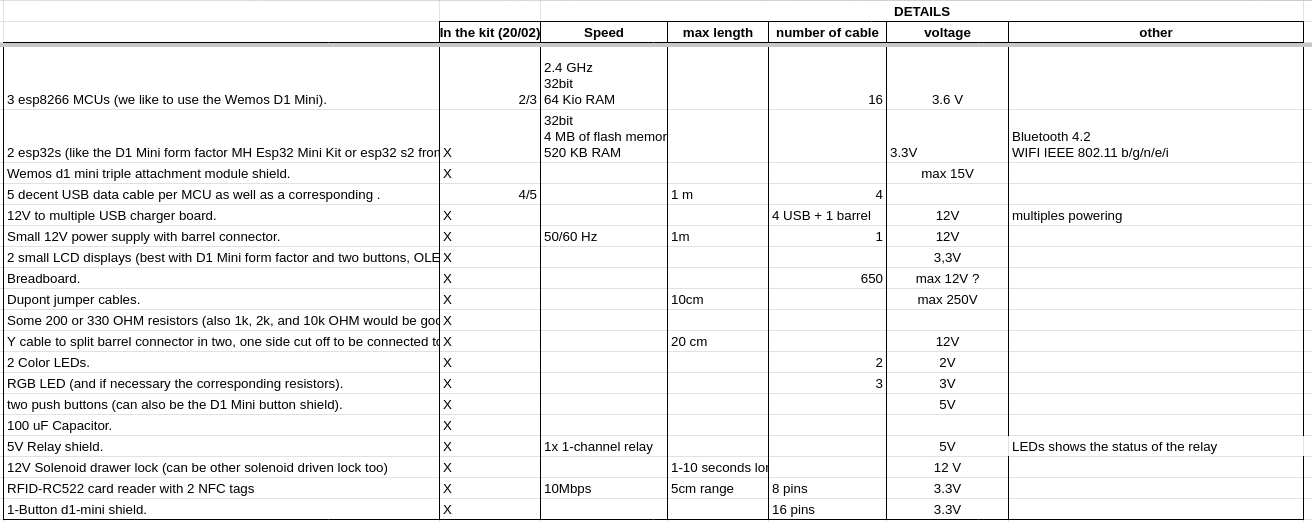 DETAILS
In the kit (20/02) Speed max length number of cable voltage other
2.4 GHz
32bit
3 esp8266 MCUs (we like to use the Wemos D1 Mini). 2/3 64 Kio RAM 16 3.6 V
32bit
4 MB of flash memor Bluetooth 4.2
2 esp32s (like the D1 Mini form factor MH Esp32 Mini Kit or esp32 s2 from X 520 KB RAM 3.3V WIFI IEEE 802.11 b/g/n/e/i
Wemos d1 mini triple attachment module shield. X max 15V
5 decent USB data cable per MCU as well as a corresponding . 4/5 1 m 4
12V to multiple USB charger board. X 4 USB + 1 barrel 12V multiples powering
Small 12V power supply with barrel connector. X 50/60 Hz 1m 1 12V
2 small LCD displays (best with D1 Mini form factor and two buttons, OLE X 3,3V
Breadboard. X 650 max 12V ?
Dupont jumper cables. X 10cm max 250V
Some 200 or 330 OHM resistors (also 1k, 2k, and 10k OHM would be goo X
Y cable to split barrel connector in two, one side cut off to be connected to X 20 cm 12V
2 Color LEDs. X 2 2V
RGB LED (and if necessary the corresponding resistors). X 3 3V
two push buttons (can also be the D1 Mini button shield). X 5V
100 uF Capacitor. X
5V Relay shield. X 1x 1-channel relay 5V LEDs shows the status of the relay
12V Solenoid drawer lock (can be other solenoid driven lock too) X 1-10 seconds lon 12 V
RFID-RC522 card reader with 2 NFC tags X 10Mbps 5cm range 8 pins 3.3V
1-Button d1-mini shield. X 16 pins 3.3V